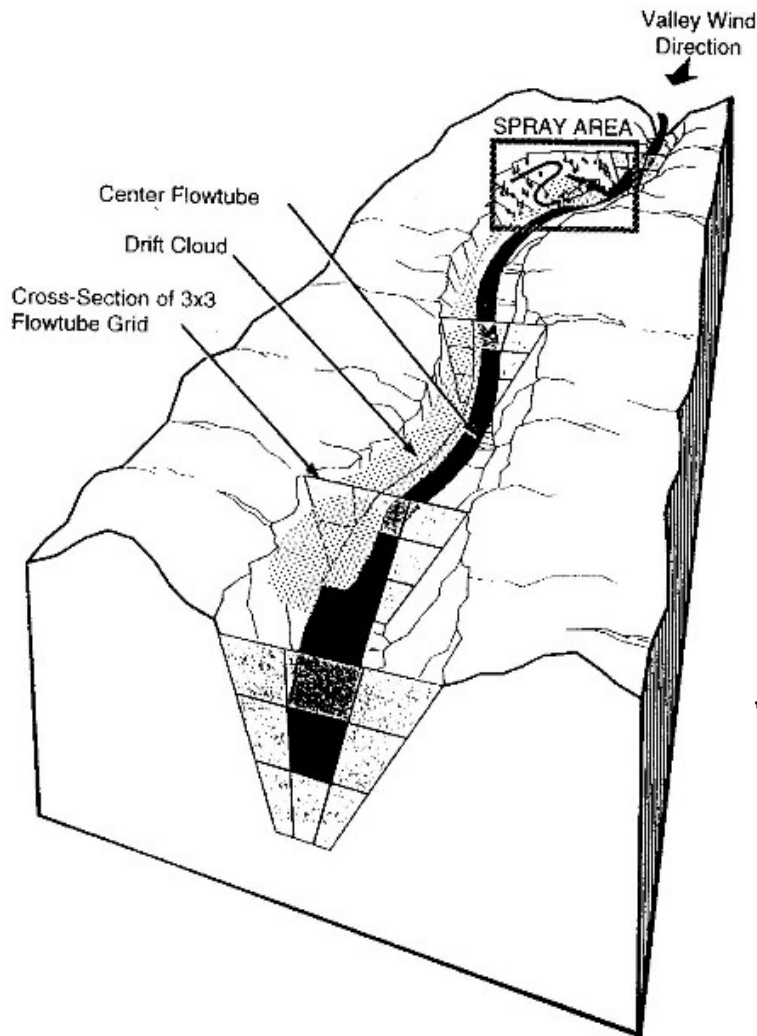 Valley Wind
Direction
SPRAY AREA
Center Flowtube
Drift Cloud
Cross-Section of 3x3
Flowtube Grid